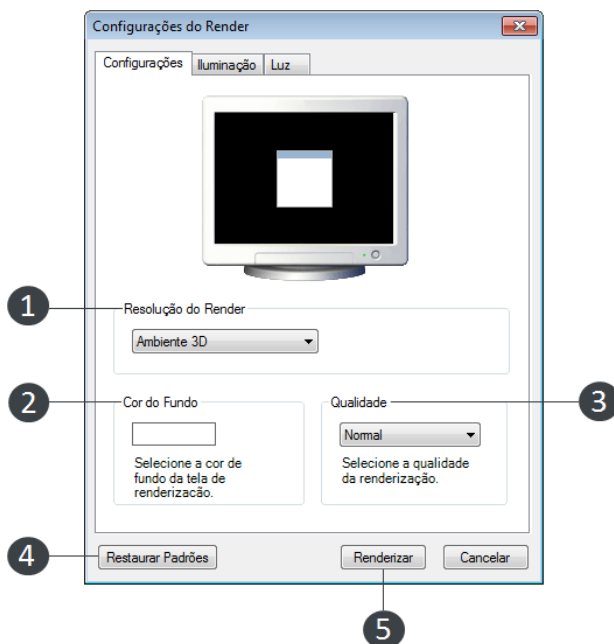 Configurações do Render
Configurações Iluminação Luz
1 Resolução do Render
Ambiente 3D
2 Cor do Fundo Qualidade 3
Normal
Selecione a cor de
fundo da tela de
renderizacão.
Selecione a qualidade
da renderização.
4 Restaurar Padrões Renderizar Cancelar
5